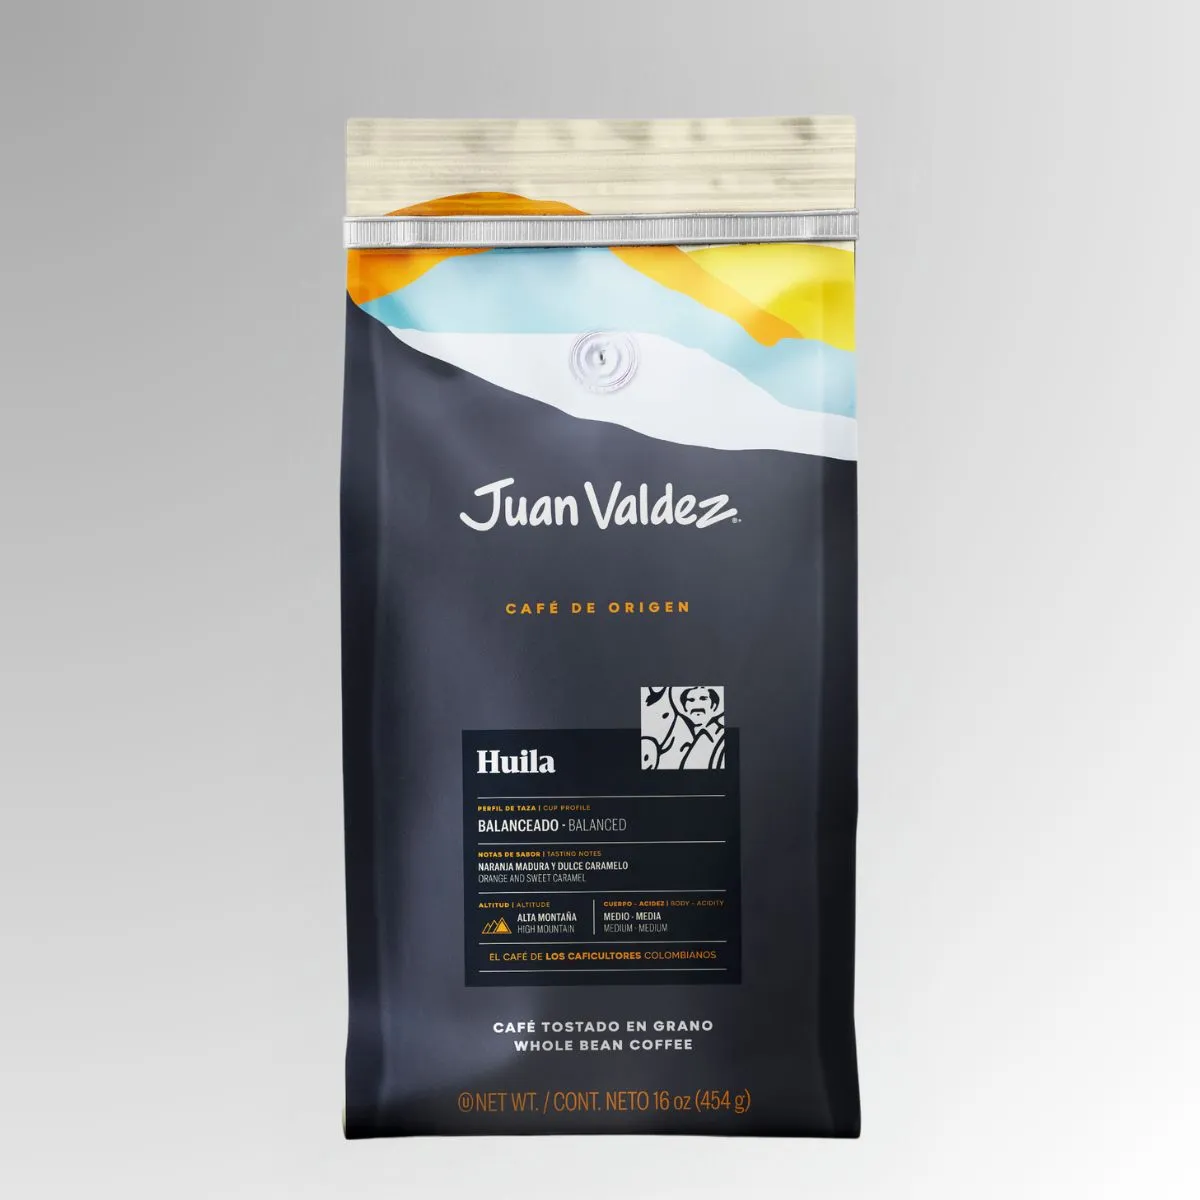 Juan Valdez®
CAFÉ DE ORIGEN
Huila
PERFIL DE TAZA | CUP PROFILE
BALANCEADO - BALANCED
NOTAS DE SABOR | TASTING NOTES
NARANJA MADURA Y DULCE CARAMELO
ORANGE AND SWEET CARAMEL
ALTITUD | ALTITUDE
ALTA MONTAÑA
HIGH MOUNTAIN
CUERPO - ACIDEZ | BODY - ACIDITY
MEDIO - MEDIA
MEDIUM - MEDIUM
EL CAFÉ DE LOS CAFICULTORES COLOMBIANOS
CAFÉ TOSTADO EN GRANO
WHOLE BEAN COFFEE
Ⓤ NET WT. / CONT. NETO 16 oz (454 g)